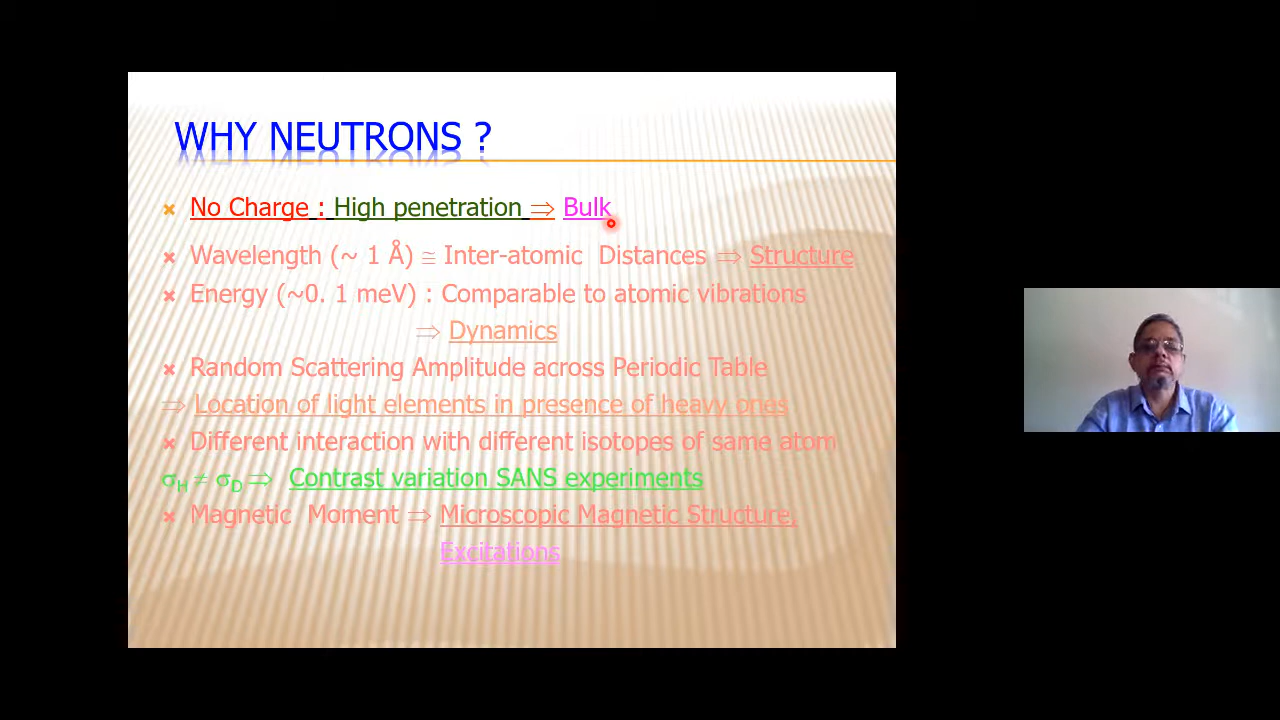 WHY NEUTRONS ?
No Charge : High penetration ⇒ Bulk
Wavelength (~ 1 Å) ≅ Inter-atomic Distances ⇒ Structure
Energy (~0. 1 meV) : Comparable to atomic vibrations
⇒ Dynamics
Random Scattering Amplitude across Periodic Table
⇒ Location of light elements in presence of heavy ones
Different interaction with different isotopes of same atom
σH ≠ σD ⇒ Contrast variation SANS experiments
Magnetic Moment ⇒ Microscopic Magnetic Structure,
Excitations